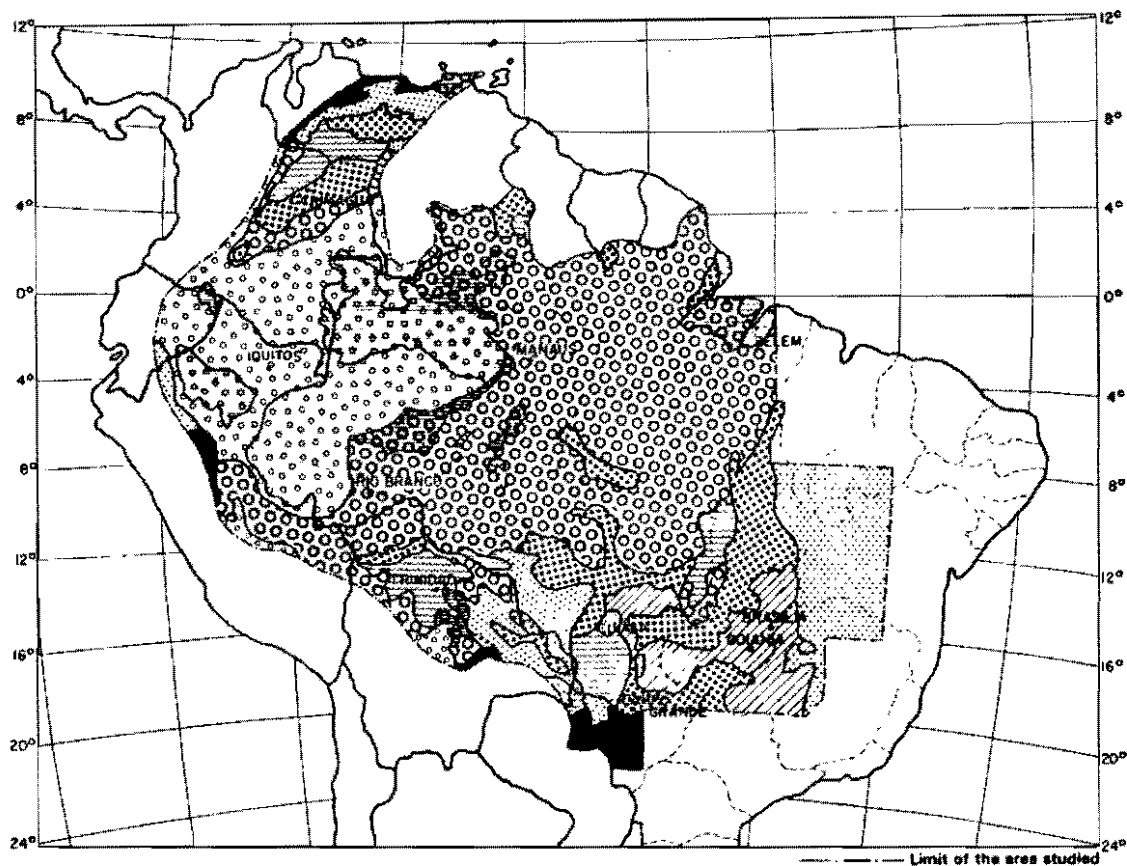 12° 12°
8° 8°
4° 4°
0° 0°
IQUITOS
MANAUS
BELEM
4° 4°
8° 8°
RIO BRANCO
12° 12°
TRINIDAD
BRASILIA
GOIANIA
16° 16°
GRANDE
20° 20°
24° 24°
Limit of the area studied